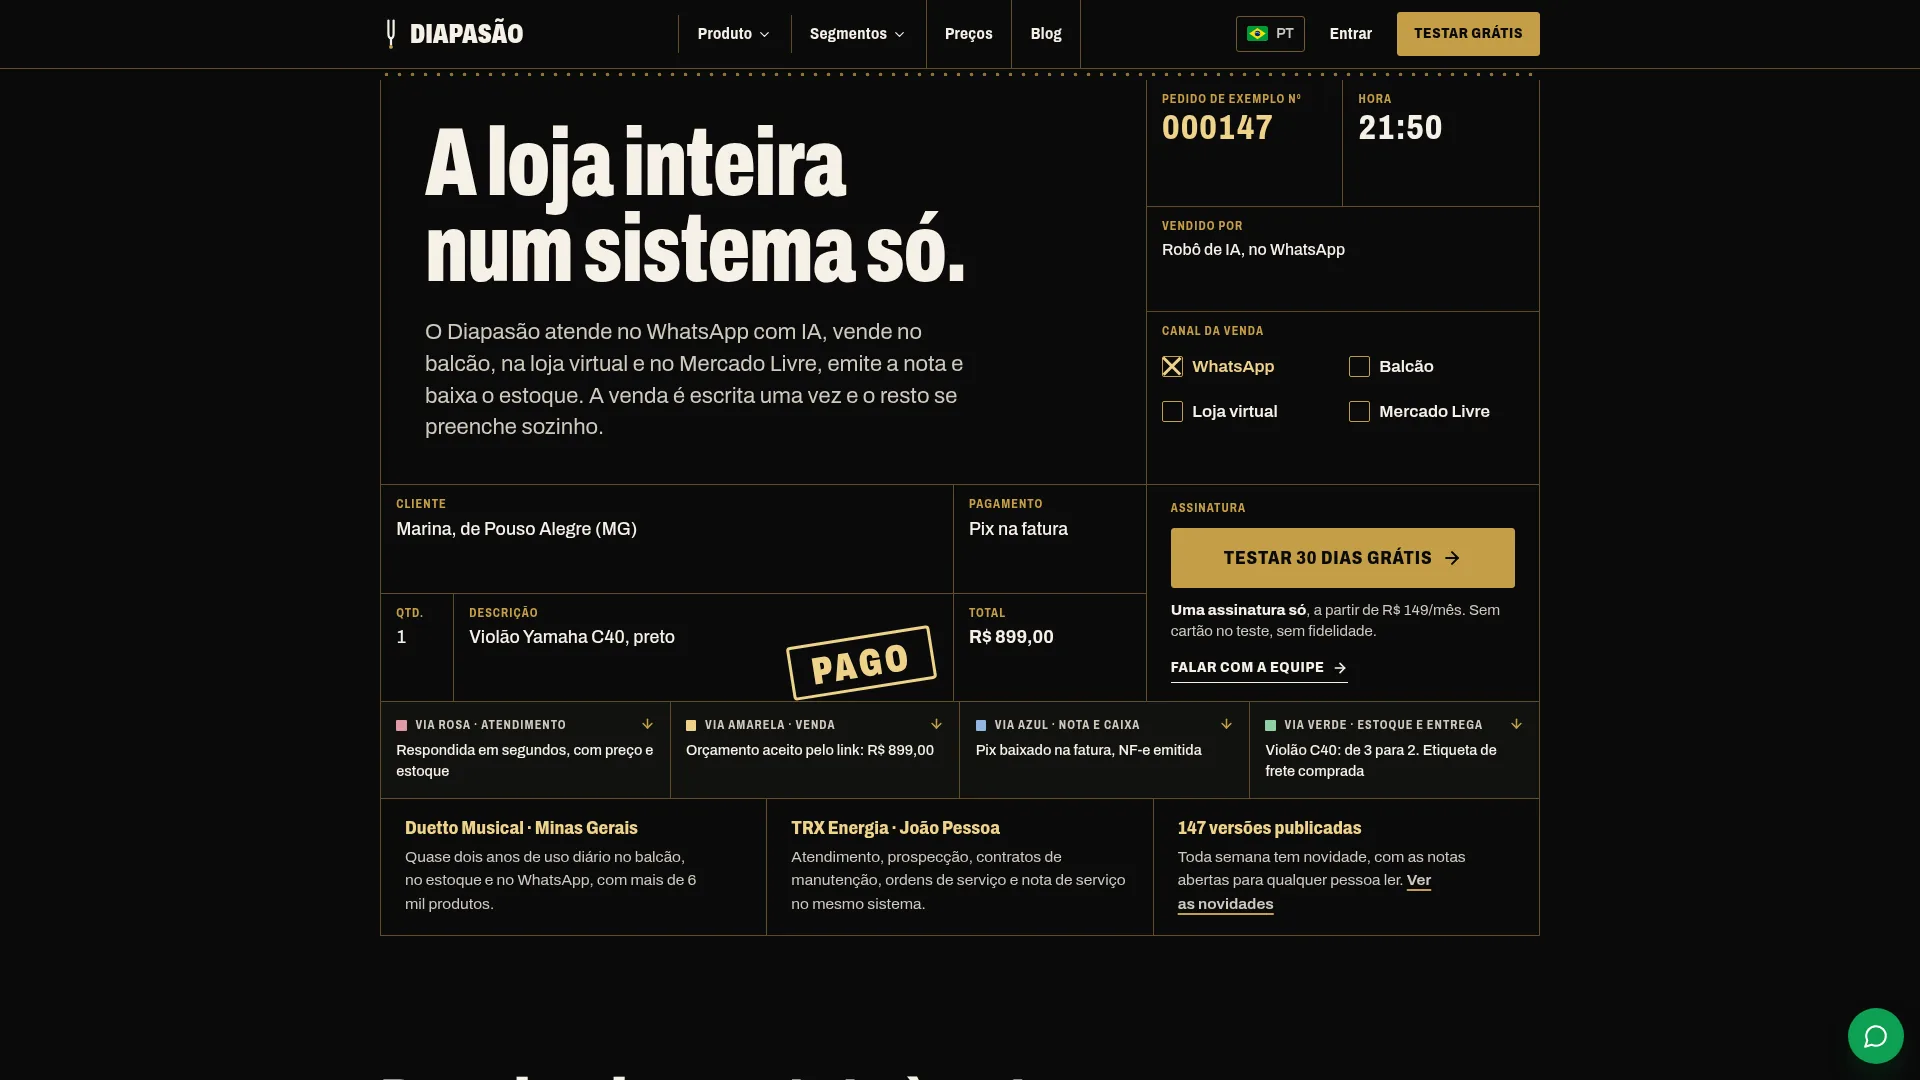 DIAPASÃO
Produto
Segmentos
Preços
Blog
PT
Entrar
TESTAR GRÁTIS
A loja inteira
num sistema só.
O Diapasão atende no WhatsApp com IA, vende no
balcão, na loja virtual e no Mercado Livre, emite a nota e
baixa o estoque. A venda é escrita uma vez e o resto se
preenche sozinho.
PEDIDO DE EXEMPLO Nº
000147
HORA
21:50
VENDIDO POR
Robô de IA, no WhatsApp
CANAL DA VENDA
WhatsApp
Balcão
Loja virtual
Mercado Livre
CLIENTE
Marina, de Pouso Alegre (MG)
PAGAMENTO
Pix na fatura
QTD.
1
DESCRIÇÃO
Violão Yamaha C40, preto
PAGO
TOTAL
R$ 899,00
ASSINATURA
TESTAR 30 DIAS GRÁTIS
Uma assinatura só, a partir de R$ 149/mês. Sem
cartão no teste, sem fidelidade.
FALAR COM A EQUIPE
VIA ROSA · ATENDIMENTO
Respondida em segundos, com preço e
estoque
VIA AMARELA · VENDA
Orçamento aceito pelo link: R$ 899,00
VIA AZUL · NOTA E CAIXA
Pix baixado na fatura, NF-e emitida
VIA VERDE · ESTOQUE E ENTREGA
Violão C40: de 3 para 2. Etiqueta de
frete comprada
Duetto Musical · Minas Gerais
Quase dois anos de uso diário no balcão,
no estoque e no WhatsApp, com mais de 6
mil produtos.
TRX Energia · João Pessoa
Atendimento, prospecção, contratos de
manutenção, ordens de serviço e nota de serviço
no mesmo sistema.
147 versões publicadas
Toda semana tem novidade, com as notas
abertas para qualquer pessoa ler. Ver
as novidades